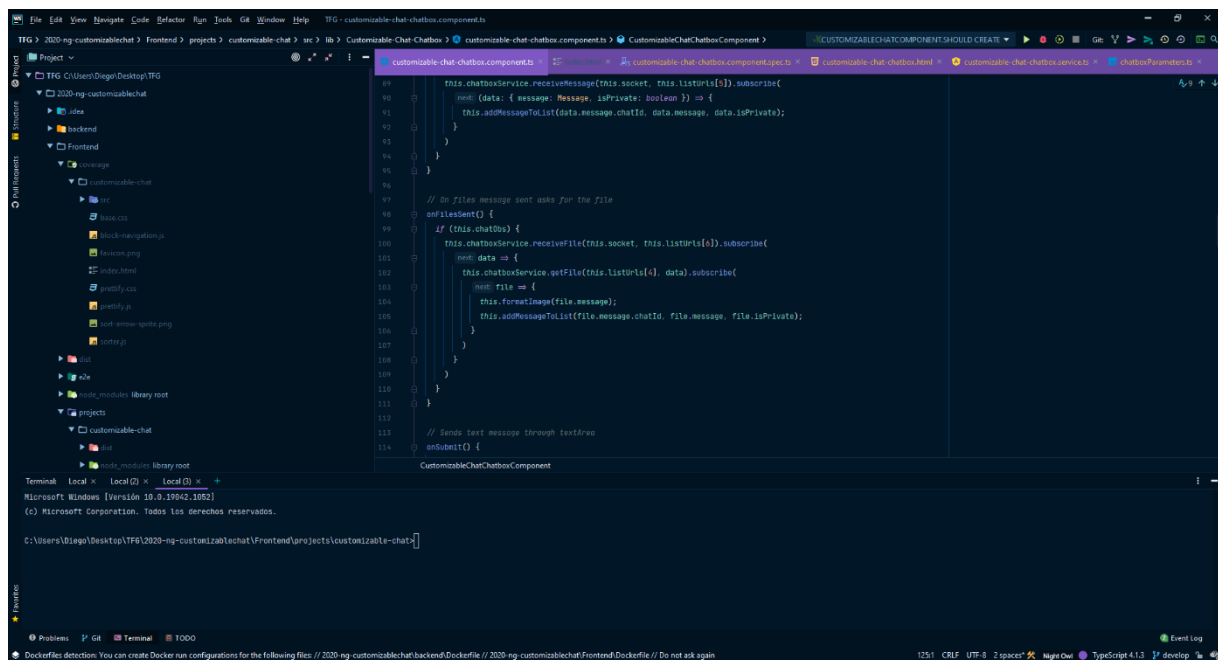 File Edit View Navigate Code Refactor Run Tools Git Window Help TFG - customizable-chat-chatbox.component.ts
TFG > 2020-ng-customizablechat > Frontend > projects > customizable-chat > src > lib > Customizable-Chat-Chatbox > customizable-chat-chatbox.component.ts > CustomizableChatChatboxComponent > CUSTOMIZABLECHATCOMPONENT.SHOULD CREATE Git:
Project
customizable-chat-chatbox.component.ts × index.html × customizable-chat-chatbox.component.spec.ts × customizable-chat-chatbox.html × customizable-chat-chatbox.service.ts × chatboxParameters.ts ×
Project
Structure
Pull Requests
Favorites
TFG C:\Users\Diego\Desktop\TFG
2020-ng-customizablechat
.idea
backend
Frontend
coverage
customizable-chat
src
base.css
block-navigation.js
favicon.png
index.html
prettify.css
prettify.js
sort-arrow-sprite.png
sorter.js
dist
e2e
node_modules library root
projects
customizable-chat
dist
node_modules library root
9
89 this.chatboxService.receiveMessage(this.socket, this.listUrls[5]).subscribe(
90 next: (data: { message: Message, isPrivate: boolean }) => {
91 this.addMessageToList(data.message.chatId, data.message, data.isPrivate);
92 }
93 )
94 }
95 }
96
97 // On files message sent asks for the file
98 onFilesSent() {
99 if (this.chatObs) {
100 this.chatboxService.receiveFile(this.socket, this.listUrls[6]).subscribe(
101 next: data => {
102 this.chatboxService.getFile(this.listUrls[4], data).subscribe(
103 next: file => {
104 this.formatImage(file.message);
105 this.addMessageToList(file.message.chatId, file.message, file.isPrivate);
106 }
107 )
108 }
109 )
110 }
111 }
112
113 // Sends text message through textArea
114 onSubmit() {
CustomizableChatChatboxComponent
Terminal: Local × Local (2) × Local (3) × +
Microsoft Windows [Versión 10.0.19042.1052]
(c) Microsoft Corporation. Todos los derechos reservados.
C:\Users\Diego\Desktop\TFG\2020-ng-customizablechat\Frontend\projects\customizable-chat>
Problems Git Terminal TODO Event Log
Dockerfiles detection: You can create Docker run configurations for the following files: // 2020-ng-customizablechat\backend\Dockerfile // 2020-ng-customizablechat\Frontend\Dockerfile // Do not ask again 125:1 CRLF UTF-8 2 spaces* Night Owl TypeScript 4.1.3 develop